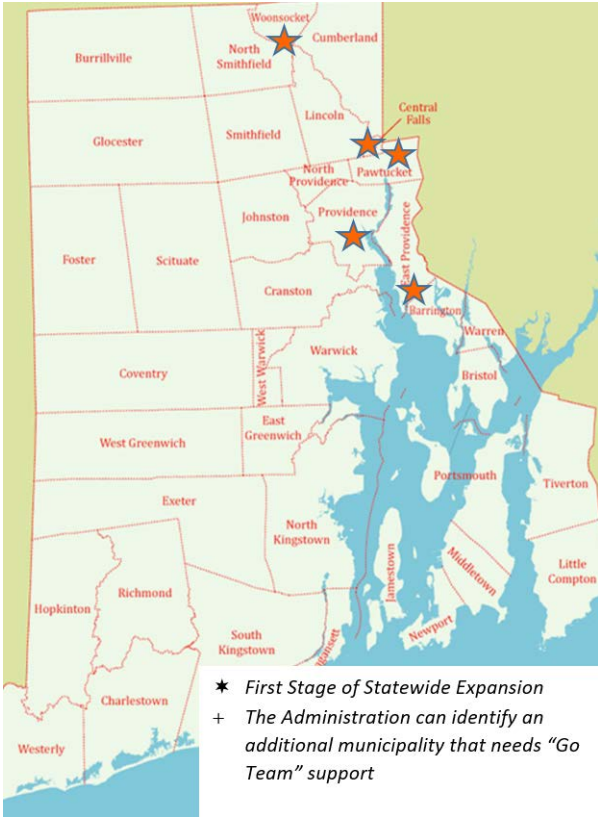 Woonsocket
Burrillville
North
Smithfield
Cumberland
Lincoln
Central
Falls
Glocester
Smithfield
North
Providence
Pawtucket
Johnston
Providence
East Providence
Foster
Scituate
Cranston
Barrington
Warren
Warwick
West Warwick
Coventry
Bristol
East
Greenwich
West Greenwich
Portsmouth
Tiverton
Exeter
North
Kingstown
Jamestown
Middletown
Little
Compton
Hopkinton
Richmond
Newport
South
Kingstown
agansett
Charlestown
Westerly
★ First Stage of Statewide Expansion
+ The Administration can identify an
additional municipality that needs “Go
Team” support